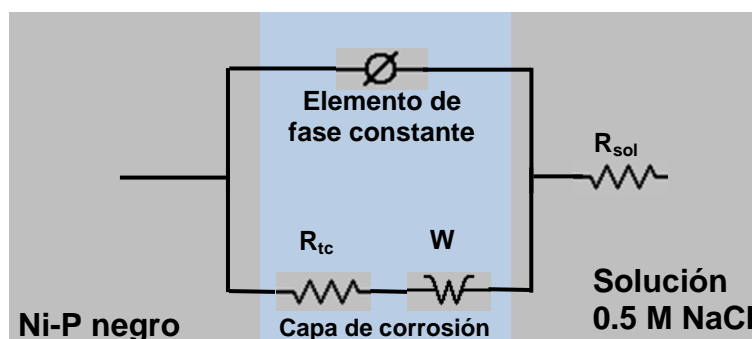 Elemento de
fase constante
Rsol
Rtc
W
Solución
0.5 M NaCl
Ni-P negro
Capa de corrosión